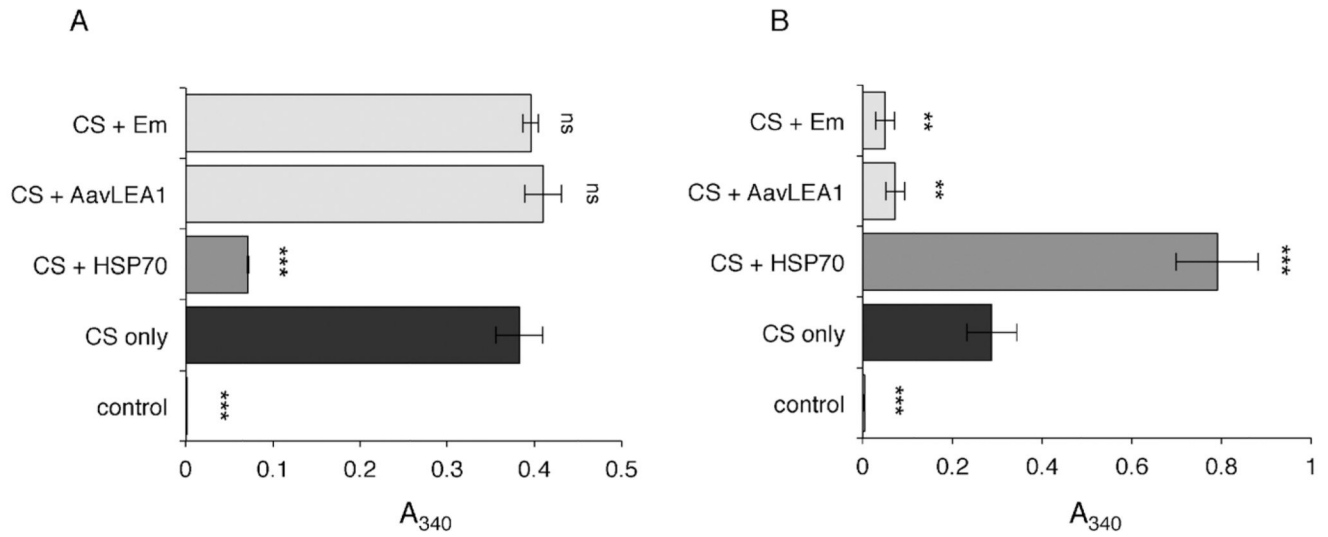 A
CS + Em
ns
CS + AavLEA1
ns
CS + HSP70
***
CS only
control
***
0 0.1 0.2 0.3 0.4 0.5
A340
B
CS + Em
**
CS + AavLEA1
**
CS + HSP70
***
CS only
control
***
0 0.2 0.4 0.6 0.8 1
A340